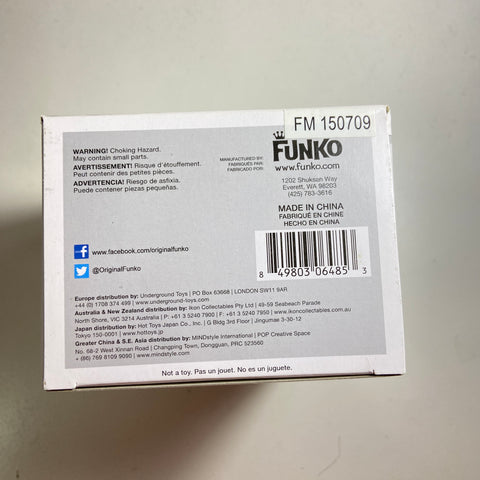 FM 150709
WARNING! Choking Hazard.
May contain small parts.
AVERTISSEMENT! Risque d'étouffement.
Peut contenir des petites pièces.
ADVERTENCIA! Riesgo de asfixia.
Puede contener piezas pequeñas.
MANUFACTURED BY:
FABRIQUÉS PAR:
FABRICADO POR:
FUNKO
www.funko.com
1202 Shuksan Way
Everett, WA 98203
(425) 783-3616
MADE IN CHINA
FABRIQUÉ EN CHINE
HECHO EN CHINA
8 49803 06485 3
www.facebook.com/originalfunko
@OriginalFunko
Europe distribution by: Underground Toys | PO Box 63668 | LONDON SW11 9AR
+44 (0) 1708 374 499 | www.underground-toys.com
Australia & New Zealand distribution by: Ikon Collectables Pty Ltd | 49-59 Seabeach Parade
North Shore, VIC 3214 Australia | P: +61 3 5240 7900 | F: +61 3 5240 7950 | www.ikoncollectables.com.au
Japan distribution by: Hot Toys Japan Co., Inc. | G Bldg 3rd Floor | Jingumae 3-30-12
Tokyo 150-0001 | www.hottoys.jp
Greater China & S.E. Asia distribution by: MINDstyle International | POP Creative Space
No. 68-2 West Xinnan Road | Changping Town, Dongguan, PRC 523560
+ (86) 769 8109 9090 | www.mindstyle.com
Not a toy. Pas un jouet. No es un juguete.